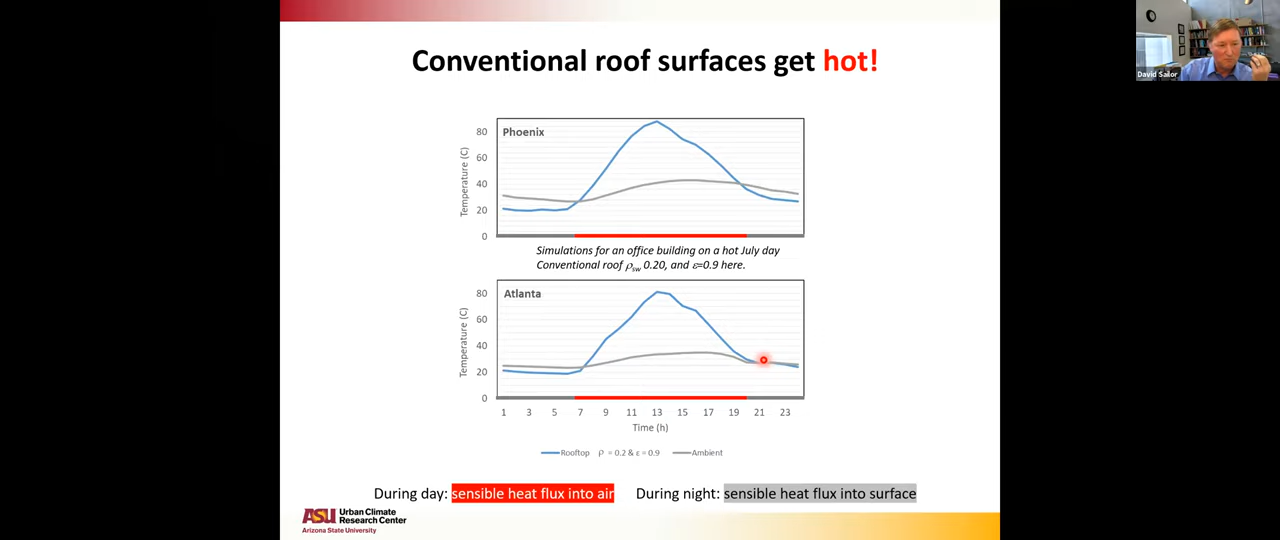 Conventional roof surfaces get hot!
David Sailor
Phoenix
Temperature (C)
80
60
40
20
0
Simulations for an office building on a hot July day
Conventional roof ρsw 0.20, and ε=0.9 here.
Atlanta
Temperature (C)
80
60
40
20
0
1 3 5 7 9 11 13 15 17 19 21 23
Time (h)
Rooftop ρ = 0.2 & ε = 0.9 Ambient
During day: sensible heat flux into air During night: sensible heat flux into surface
ASU Urban Climate
Research Center
Arizona State University